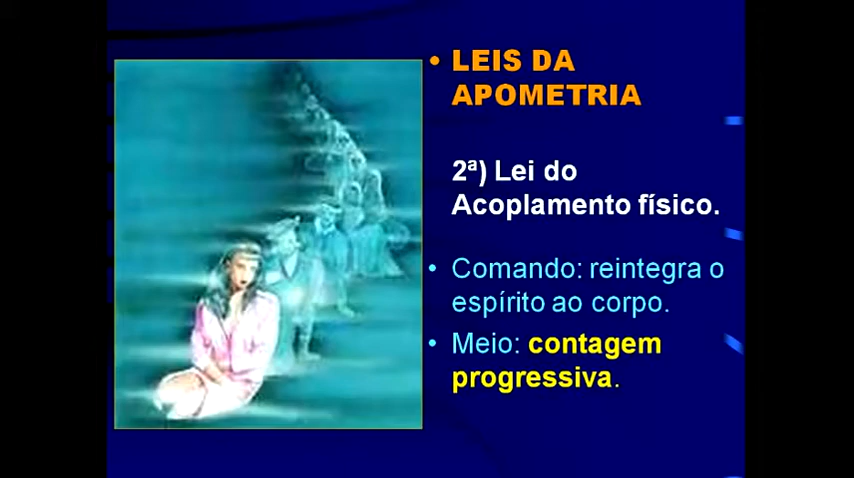 • LEIS DA
APOMETRIA
2ª) Lei do
Acoplamento físico.
• Comando: reintegra o
espírito ao corpo.
• Meio: contagem
progressiva.